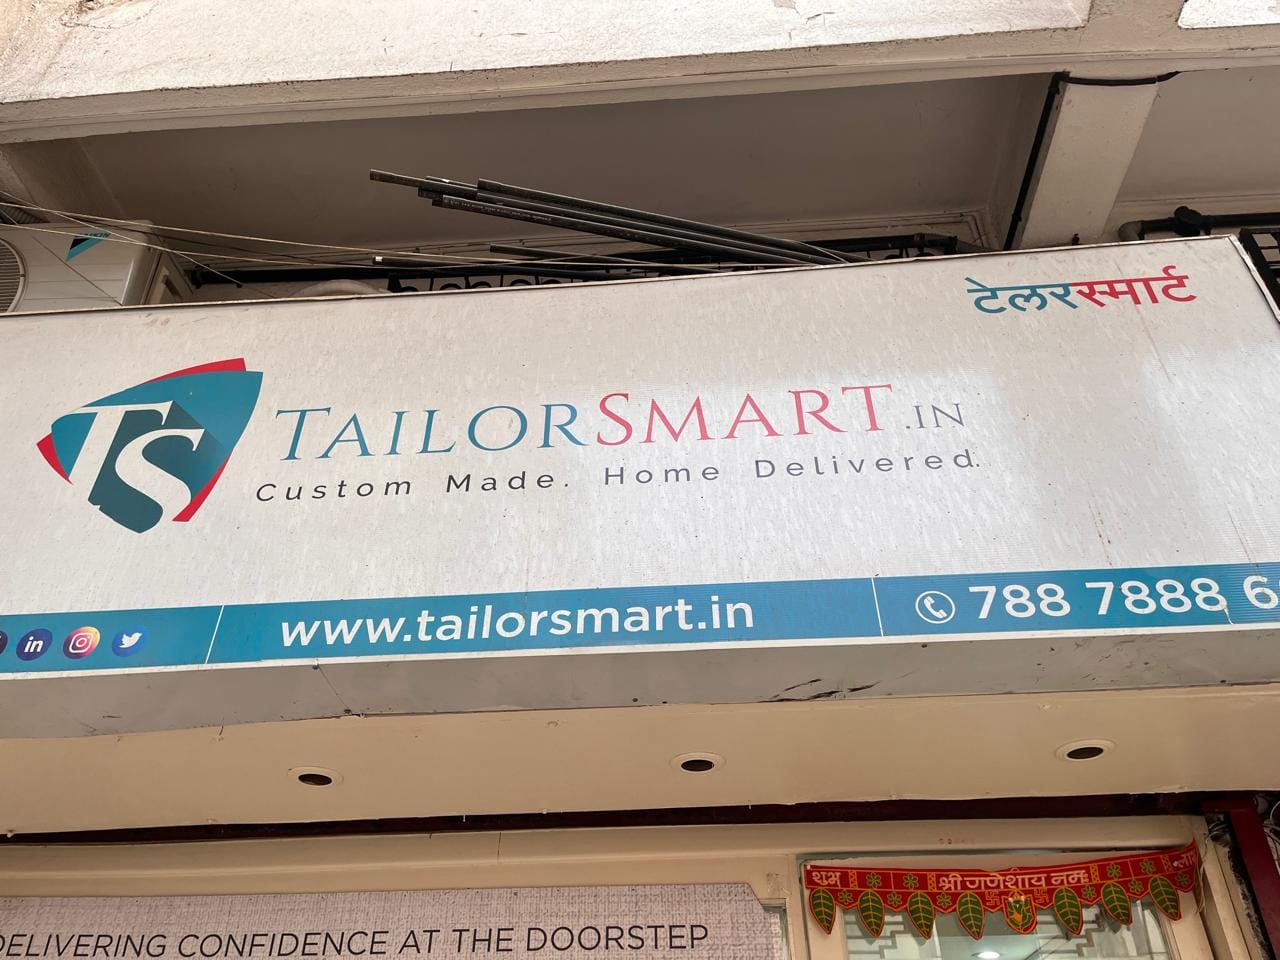 टेलरस्मार्ट
TS
TAILORSMART.IN
Custom Made. Home Delivered.
in
www.tailorsmart.in
788 7888 6
शुभ श्री गणेशाय नमः लाभ
DELIVERING CONFIDENCE AT THE DOORSTEP